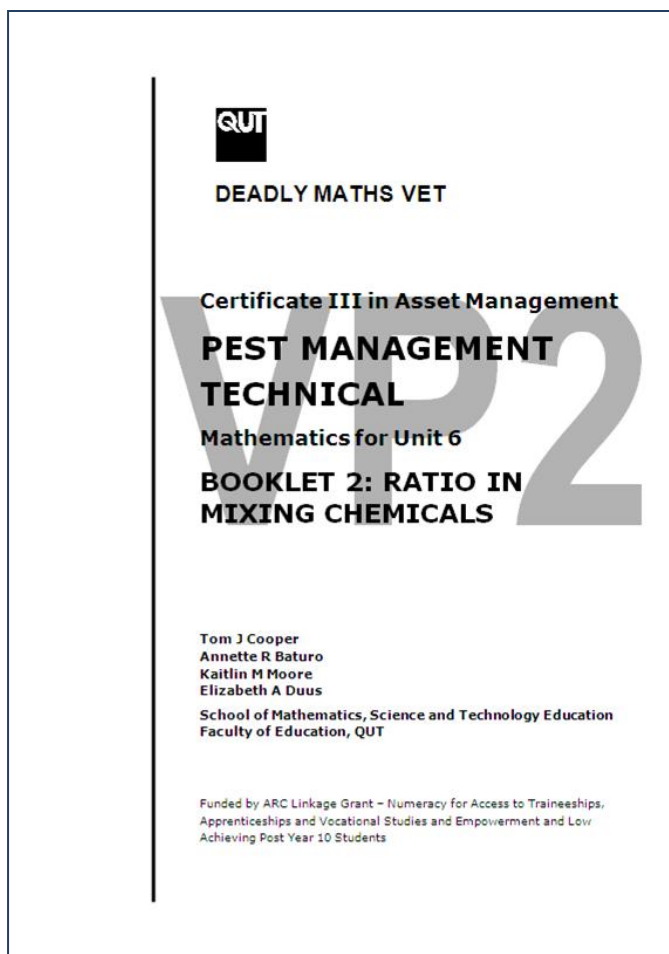 QUT
DEADLY MATHS VET
VP2
Certificate III in Asset Management
PEST MANAGEMENT
TECHNICAL
Mathematics for Unit 6
BOOKLET 2: RATIO IN
MIXING CHEMICALS
Tom J Cooper
Annette R Baturo
Kaitlin M Moore
Elizabeth A Duus
School of Mathematics, Science and Technology Education
Faculty of Education, QUT
Funded by ARC Linkage Grant – Numeracy for Access to Traineeships,
Apprenticeships and Vocational Studies and Empowerment and Low
Achieving Post Year 10 Students